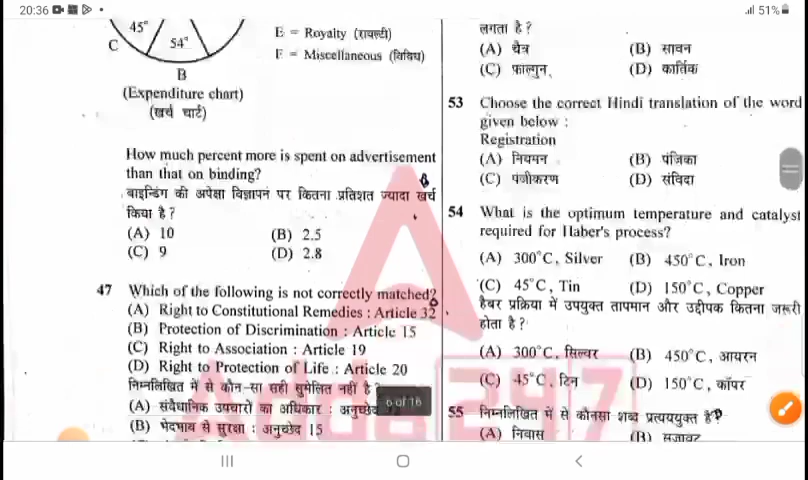 20:36
51%
45°
54°
C
B
E = Royalty (रायल्टी)
F = Miscellaneous (विविध)
(Expenditure chart)
(खर्च चार्ट)
How much percent more is spent on advertisement
than that on binding?
बाइन्डिंग की अपेक्षा विज्ञापन पर कितना प्रतिशत ज्यादा खर्च
किया है ?
(A) 10 (B) 2.5
(C) 9 (D) 2.8
47 Which of the following is not correctly matched?
(A) Right to Constitutional Remedies : Article 32
(B) Protection of Discrimination : Article 15
(C) Right to Association : Article 19
(D) Right to Protection of Life : Article 20
निम्नलिखित में से कौन-सा सही सुमेलित नहीं है
(A) संवैधानिक उपचारों का अधिकार : अनुच्छेद
(B) भेदभाव से सुरक्षा : अनुच्छेद 15
6 of 16
लगता है ?
(A) चैत्र (B) सावन
(C) फाल्गुन (D) कार्तिक
53 Choose the correct Hindi translation of the word
given below :
Registration
(A) नियमन (B) पंजिका
(C) पंजीकरण (D) संविदा
54 What is the optimum temperature and catalyst
required for Haber's process?
(A) 300°C, Silver (B) 450°C, Iron
(C) 45°C, Tin (D) 150°C, Copper
हैबर प्रक्रिया में उपयुक्त तापमान और उद्दीपक कितना जरूरी
होता है ?
(A) 300°C, सिल्वर (B) 450°C, आयरन
(C) 45°C, टिन (D) 150°C, कॉपर
55 निम्नलिखित में से कौनसा शब्द प्रत्यययुक्त है?
(A) निवास (B) सजावट
Adda 247